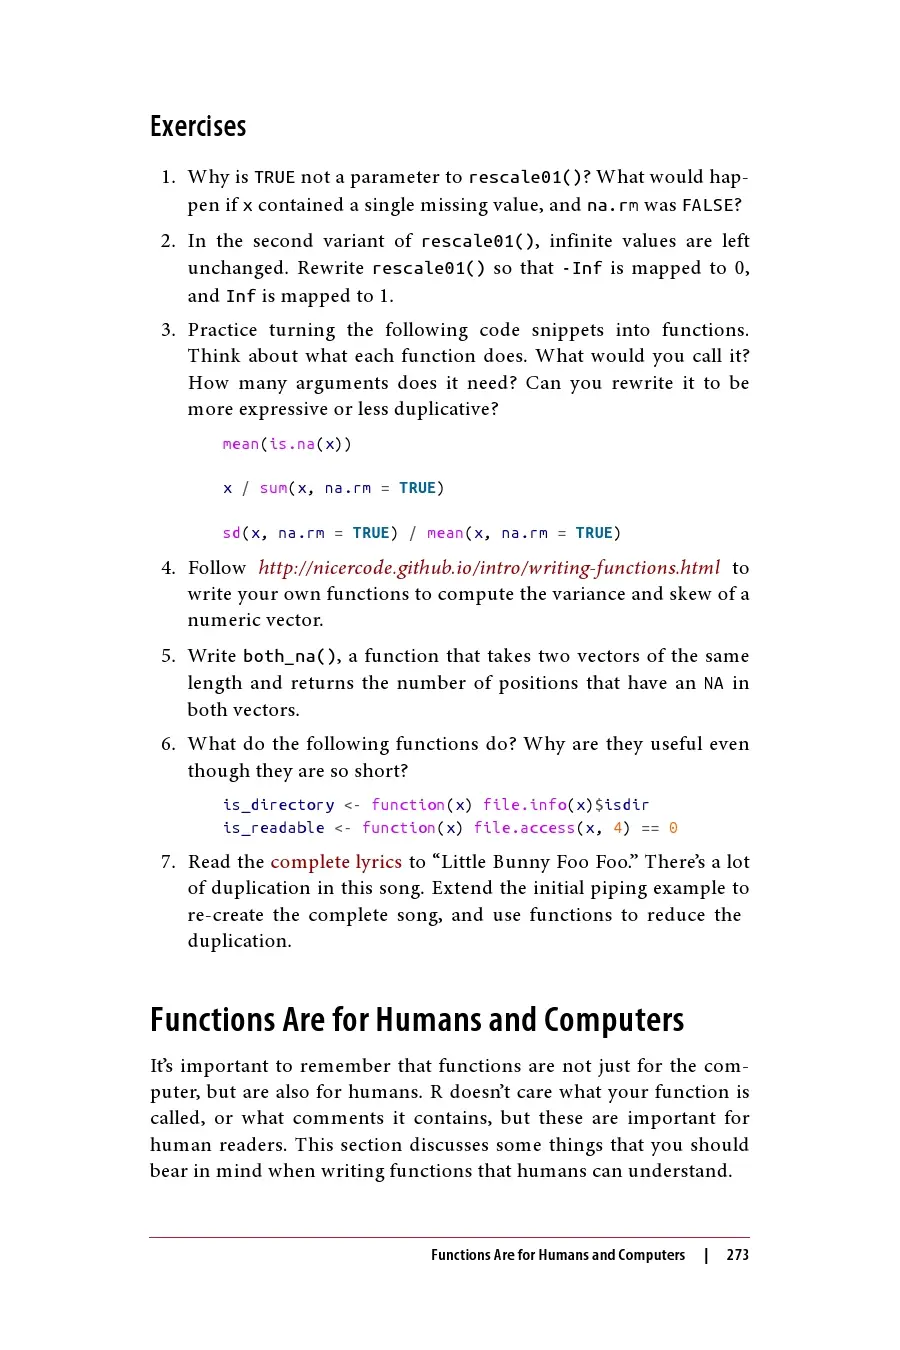 Exercises
1. Why is TRUE not a parameter to rescale01()? What would hap-
pen if x contained a single missing value, and na.rm was FALSE?
2. In the second variant of rescale01(), infinite values are left
unchanged. Rewrite rescale01() so that -Inf is mapped to 0,
and Inf is mapped to 1.
3. Practice turning the following code snippets into functions.
Think about what each function does. What would you call it?
How many arguments does it need? Can you rewrite it to be
more expressive or less duplicative?
mean(is.na(x))
x / sum(x, na.rm = TRUE)
sd(x, na.rm = TRUE) / mean(x, na.rm = TRUE)
4. Follow http://nicercode.github.io/intro/writing-functions.html to
write your own functions to compute the variance and skew of a
numeric vector.
5. Write both_na(), a function that takes two vectors of the same
length and returns the number of positions that have an NA in
both vectors.
6. What do the following functions do? Why are they useful even
though they are so short?
is_directory <- function(x) file.info(x)$isdir
is_readable <- function(x) file.access(x, 4) == 0
7. Read the complete lyrics to “Little Bunny Foo Foo.” There’s a lot
of duplication in this song. Extend the initial piping example to
re-create the complete song, and use functions to reduce the
duplication.
Functions Are for Humans and Computers
It’s important to remember that functions are not just for the com-
puter, but are also for humans. R doesn’t care what your function is
called, or what comments it contains, but these are important for
human readers. This section discusses some things that you should
bear in mind when writing functions that humans can understand.
Functions Are for Humans and Computers | 273